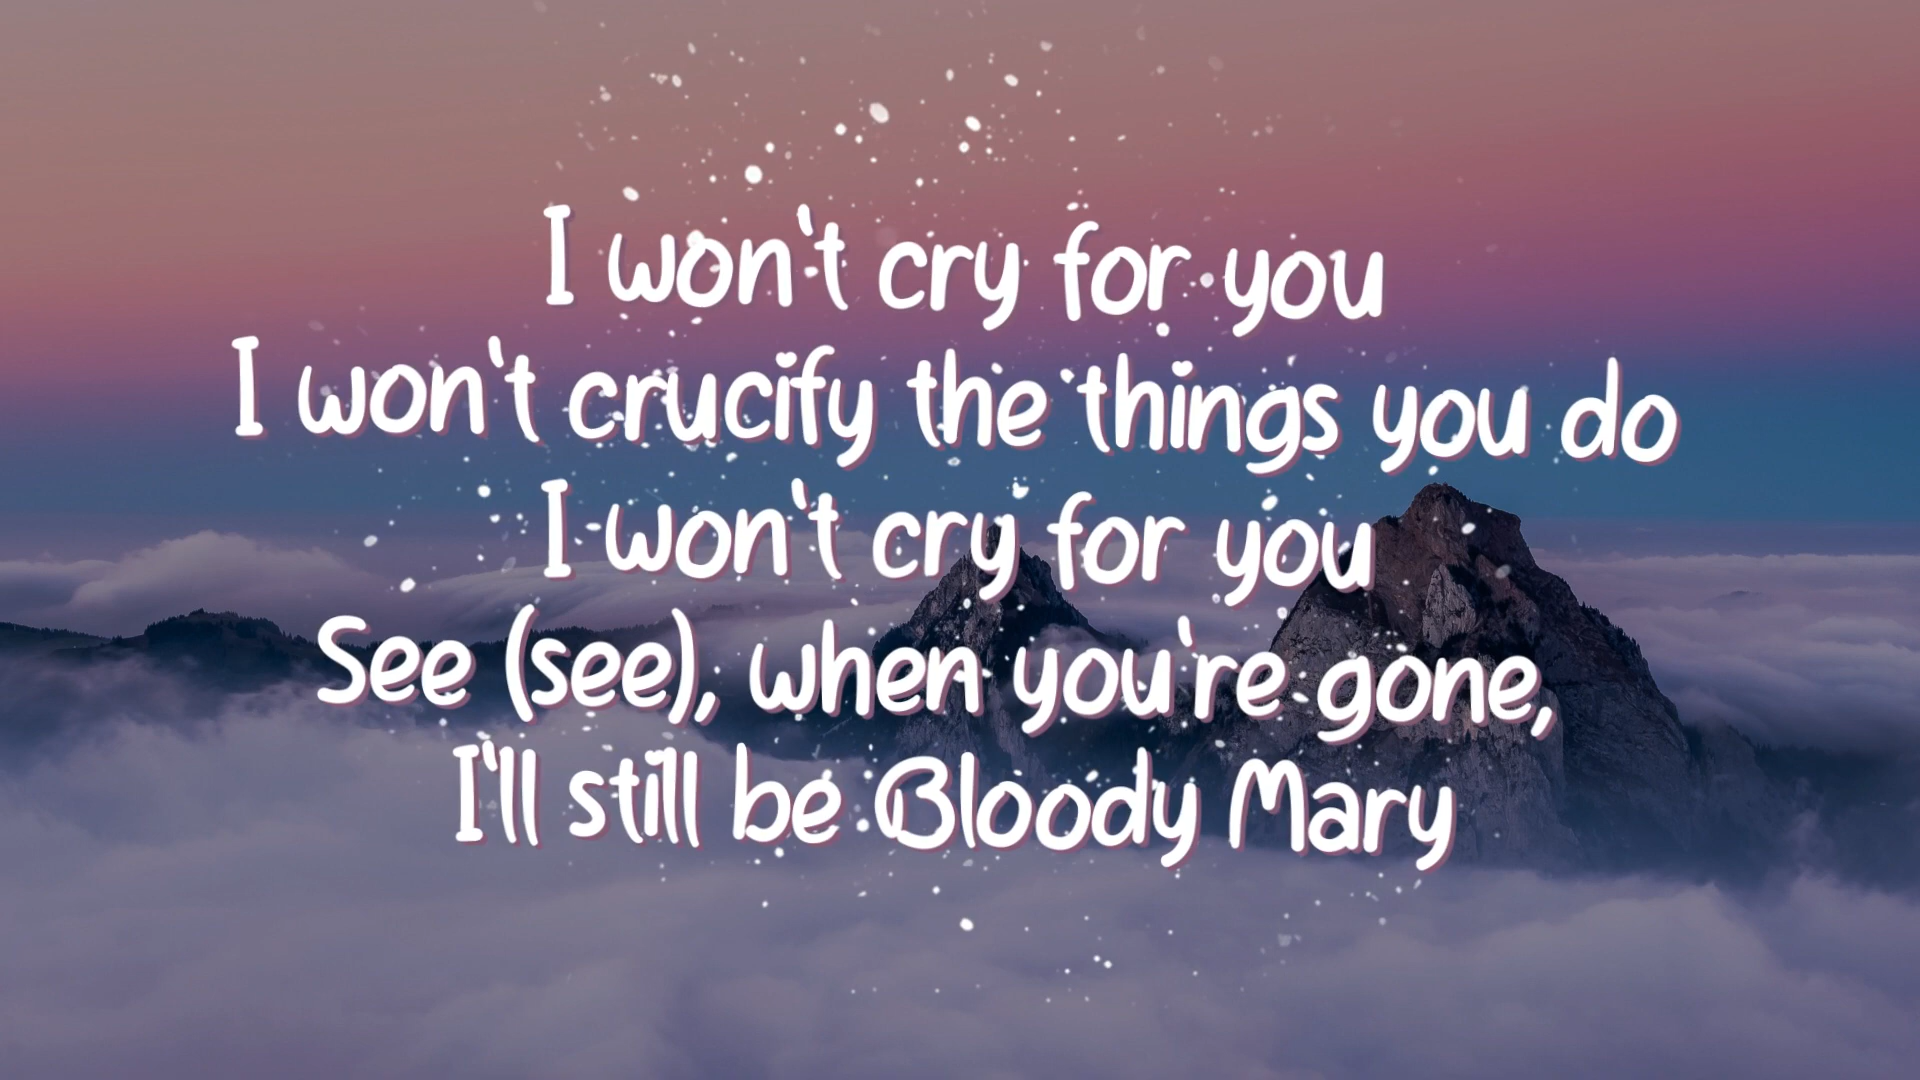 I won't cry for you
I won't crucify the things you do
I won't cry for you
See (see), when you're gone,
I'll still be Bloody Mary